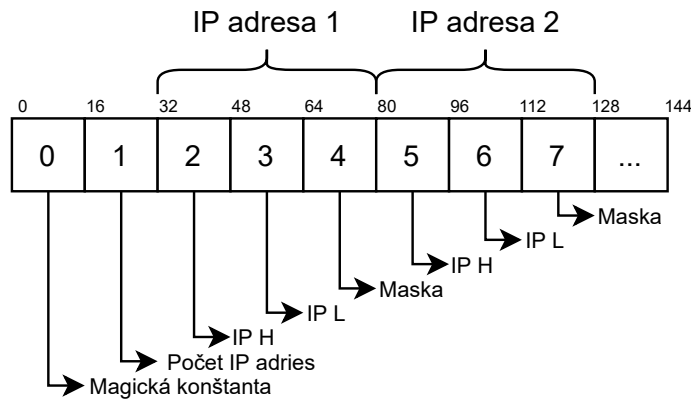 IP adresa 1 IP adresa 2
0 16 32 48 64 80 96 112 128 144
0 1 2 3 4 5 6 7 ...
Maska
IP L
IP H
Maska
IP L
IP H
Počet IP adries
Magická konštanta